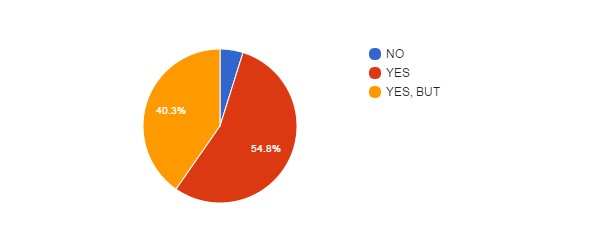 NO
YES
YES, BUT
40.3%
54.8%